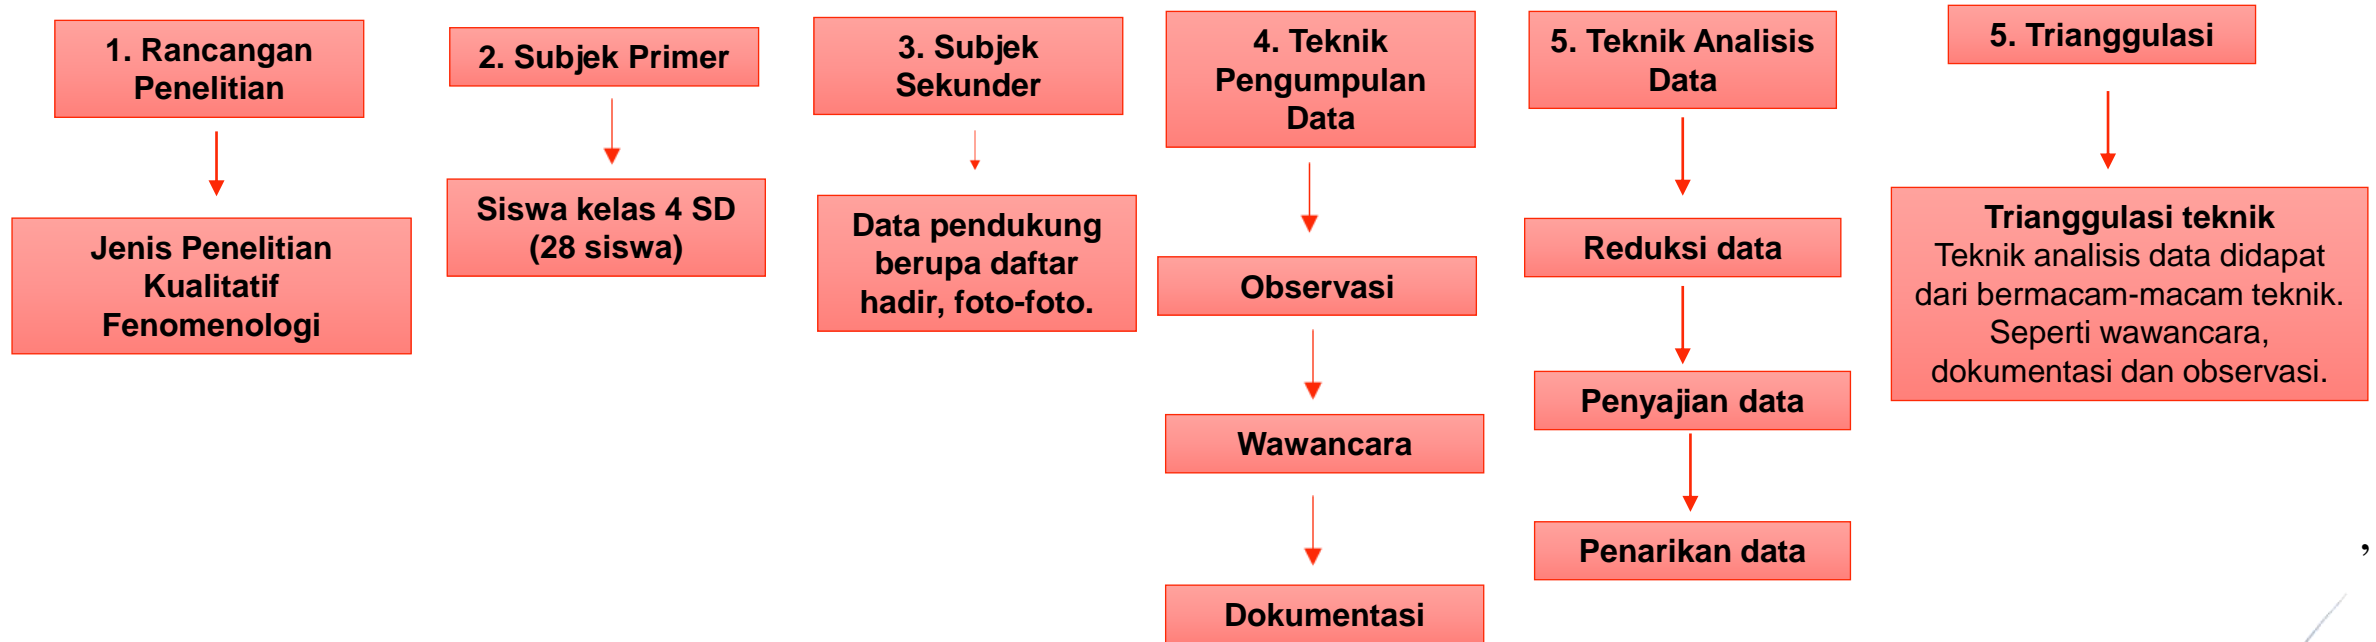 1. Rancangan
Penelitian
Jenis Penelitian
Kualitatif
Fenomenologi
2. Subjek Primer
Siswa kelas 4 SD
(28 siswa)
3. Subjek
Sekunder
Data pendukung
berupa daftar
hadir, foto-foto.
4. Teknik
Pengumpulan
Data
Observasi
Wawancara
Dokumentasi
5. Teknik Analisis
Data
Reduksi data
Penyajian data
Penarikan data
5. Trianggulasi
Trianggulasi teknik
Teknik analisis data didapat
dari bermacam-macam teknik.
Seperti wawancara,
dokumentasi dan observasi.
,